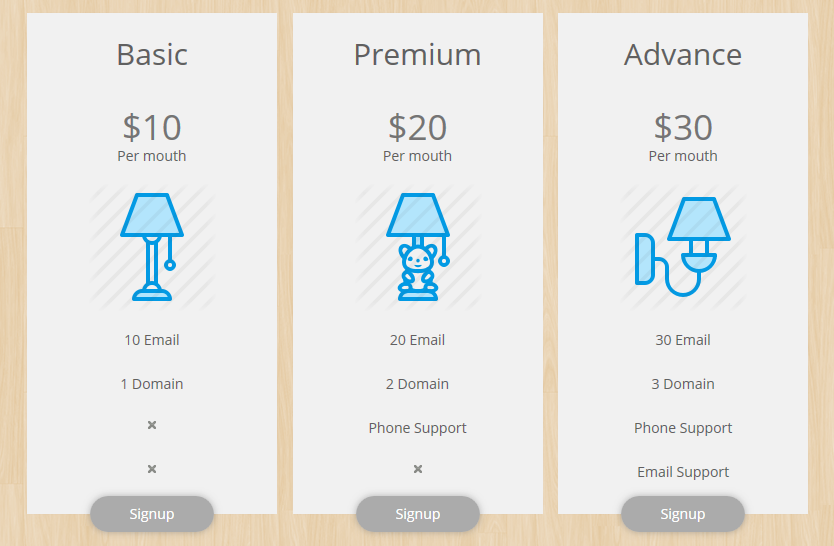 Basic
$10
Per mouth
10 Email
1 Domain
×
×
Signup
Premium
$20
Per mouth
20 Email
2 Domain
Phone Support
×
Signup
Advance
$30
Per mouth
30 Email
3 Domain
Phone Support
Email Support
Signup